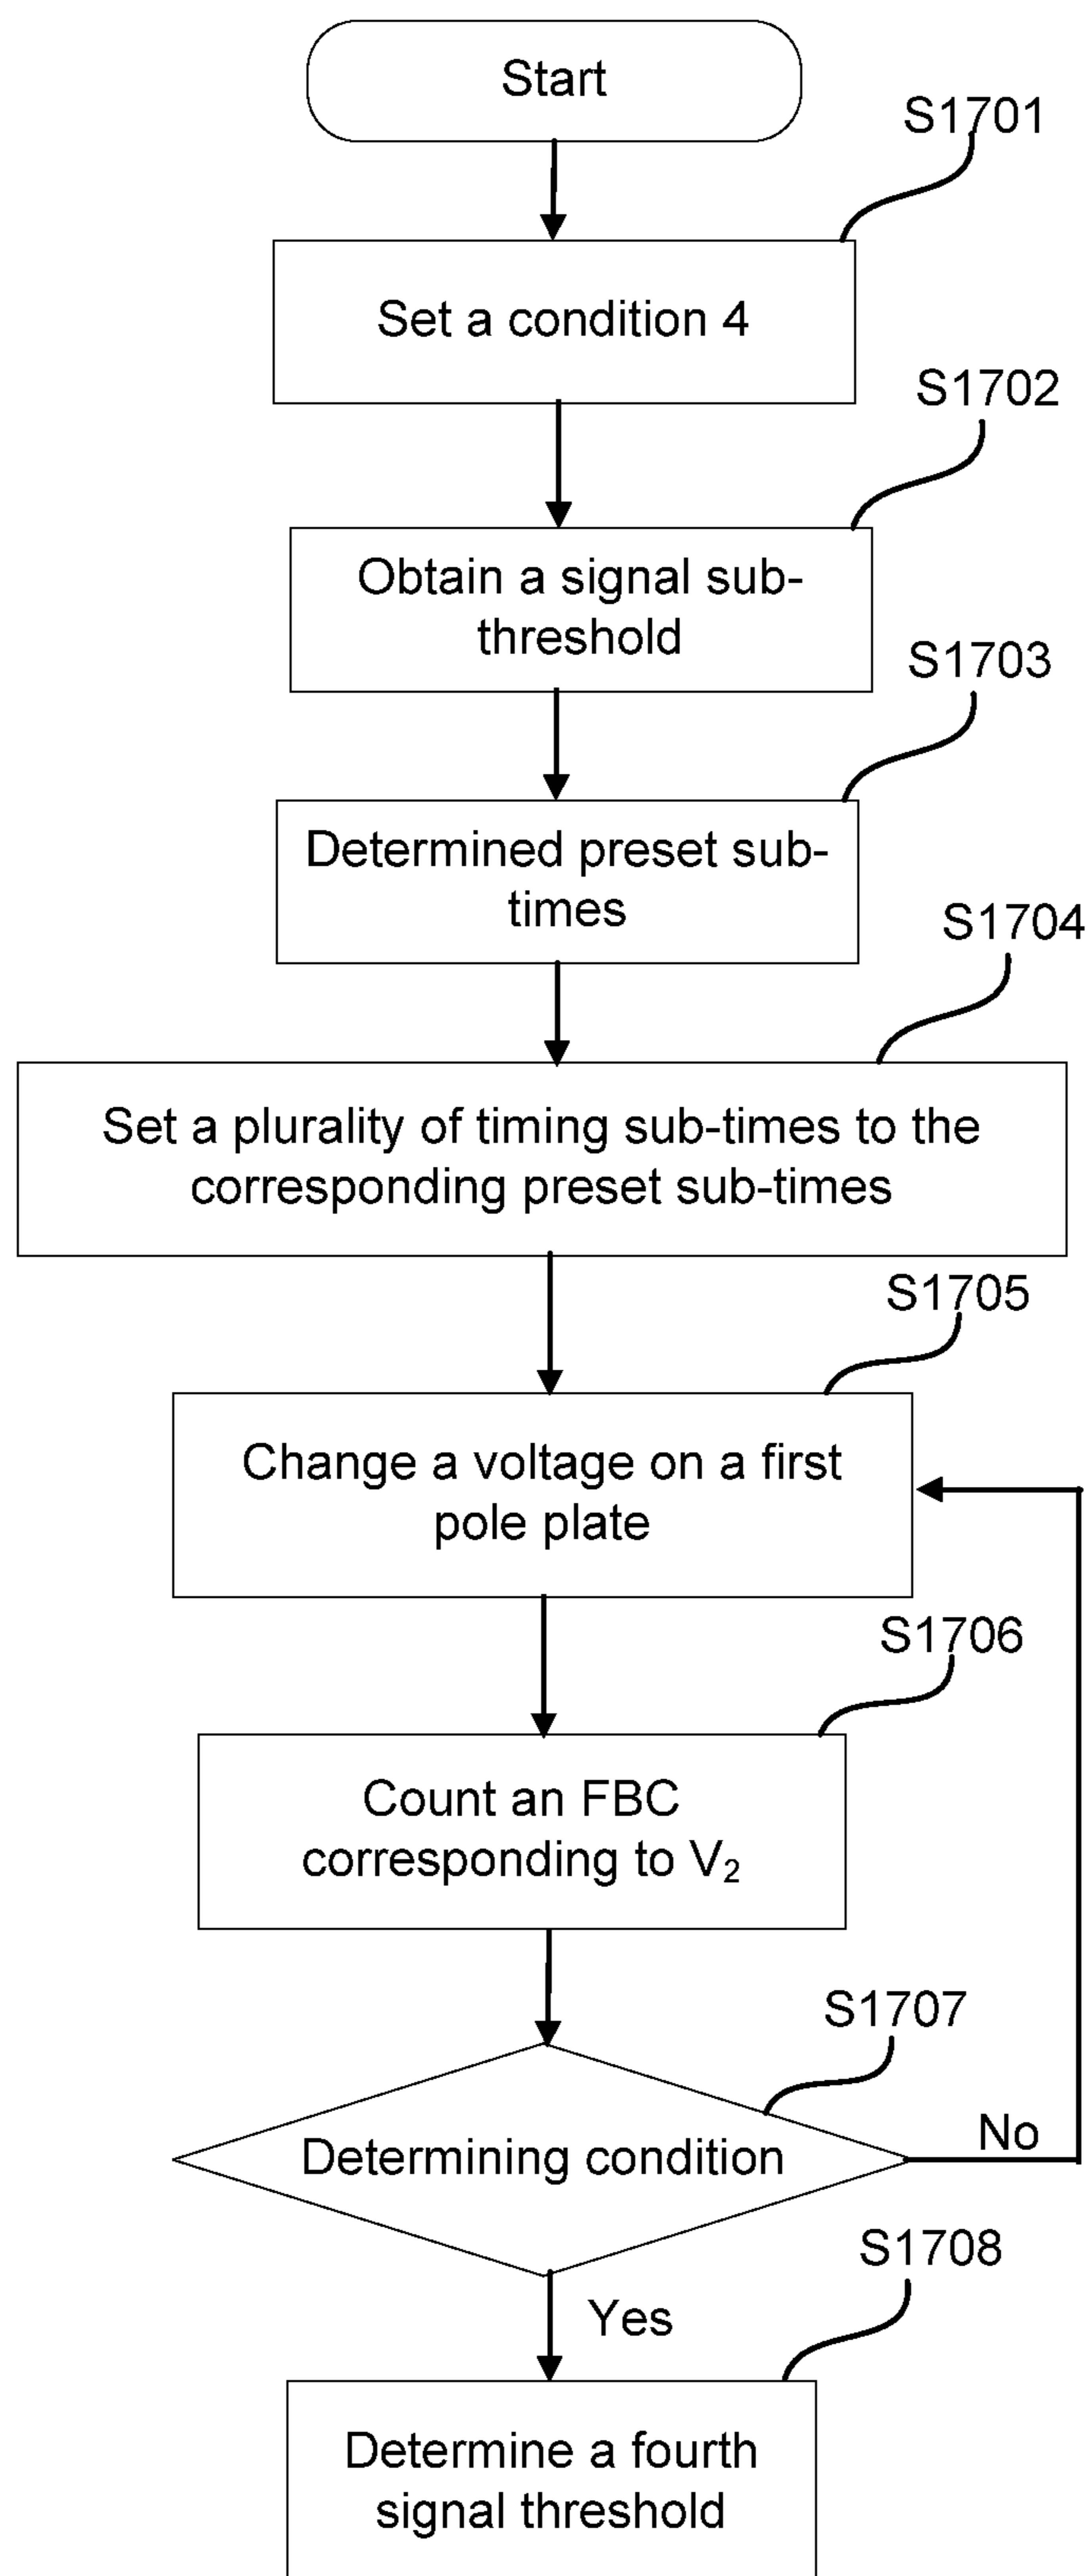 Start
S1701
Set a condition 4
S1702
Obtain a signal sub-
threshold
S1703
Determined preset sub-
times
S1704
Set a plurality of timing sub-times to the
corresponding preset sub-times
S1705
Change a voltage on a first
pole plate
S1706
Count an FBC
corresponding to V₂
S1707
Determining condition
No
S1708
Yes
Determine a fourth
signal threshold